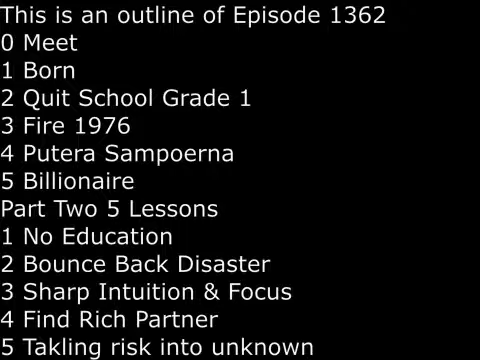 This is an outline of Episode 1362
0 Meet
1 Born
2 Quit School Grade 1
3 Fire 1976
4 Putera Sampoerna
5 Billionaire
Part Two 5 Lessons
1 No Education
2 Bounce Back Disaster
3 Sharp Intuition & Focus
4 Find Rich Partner
5 Takling risk into unknown